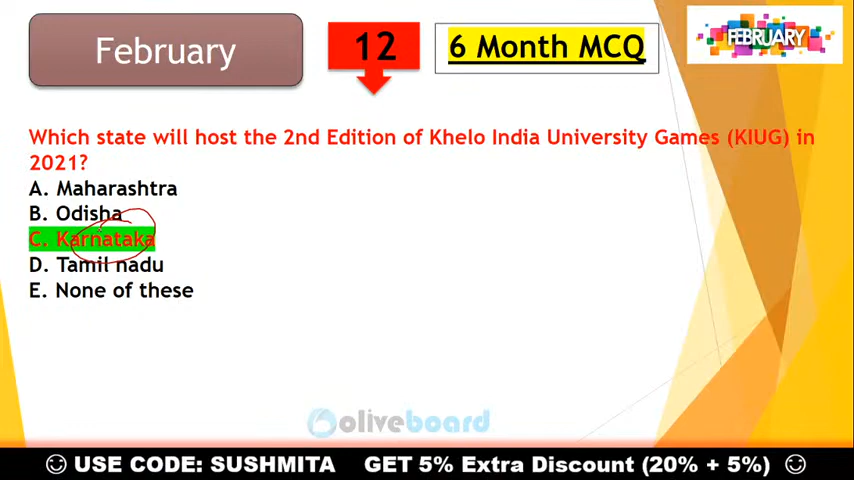 February
12
6 Month MCQ
FEBRUARY
Which state will host the 2nd Edition of Khelo India University Games (KIUG) in
2021?
A. Maharashtra
B. Odisha
C. Karnataka
D. Tamil nadu
E. None of these
oliveboard
USE CODE: SUSHMITA GET 5% Extra Discount (20% + 5%)